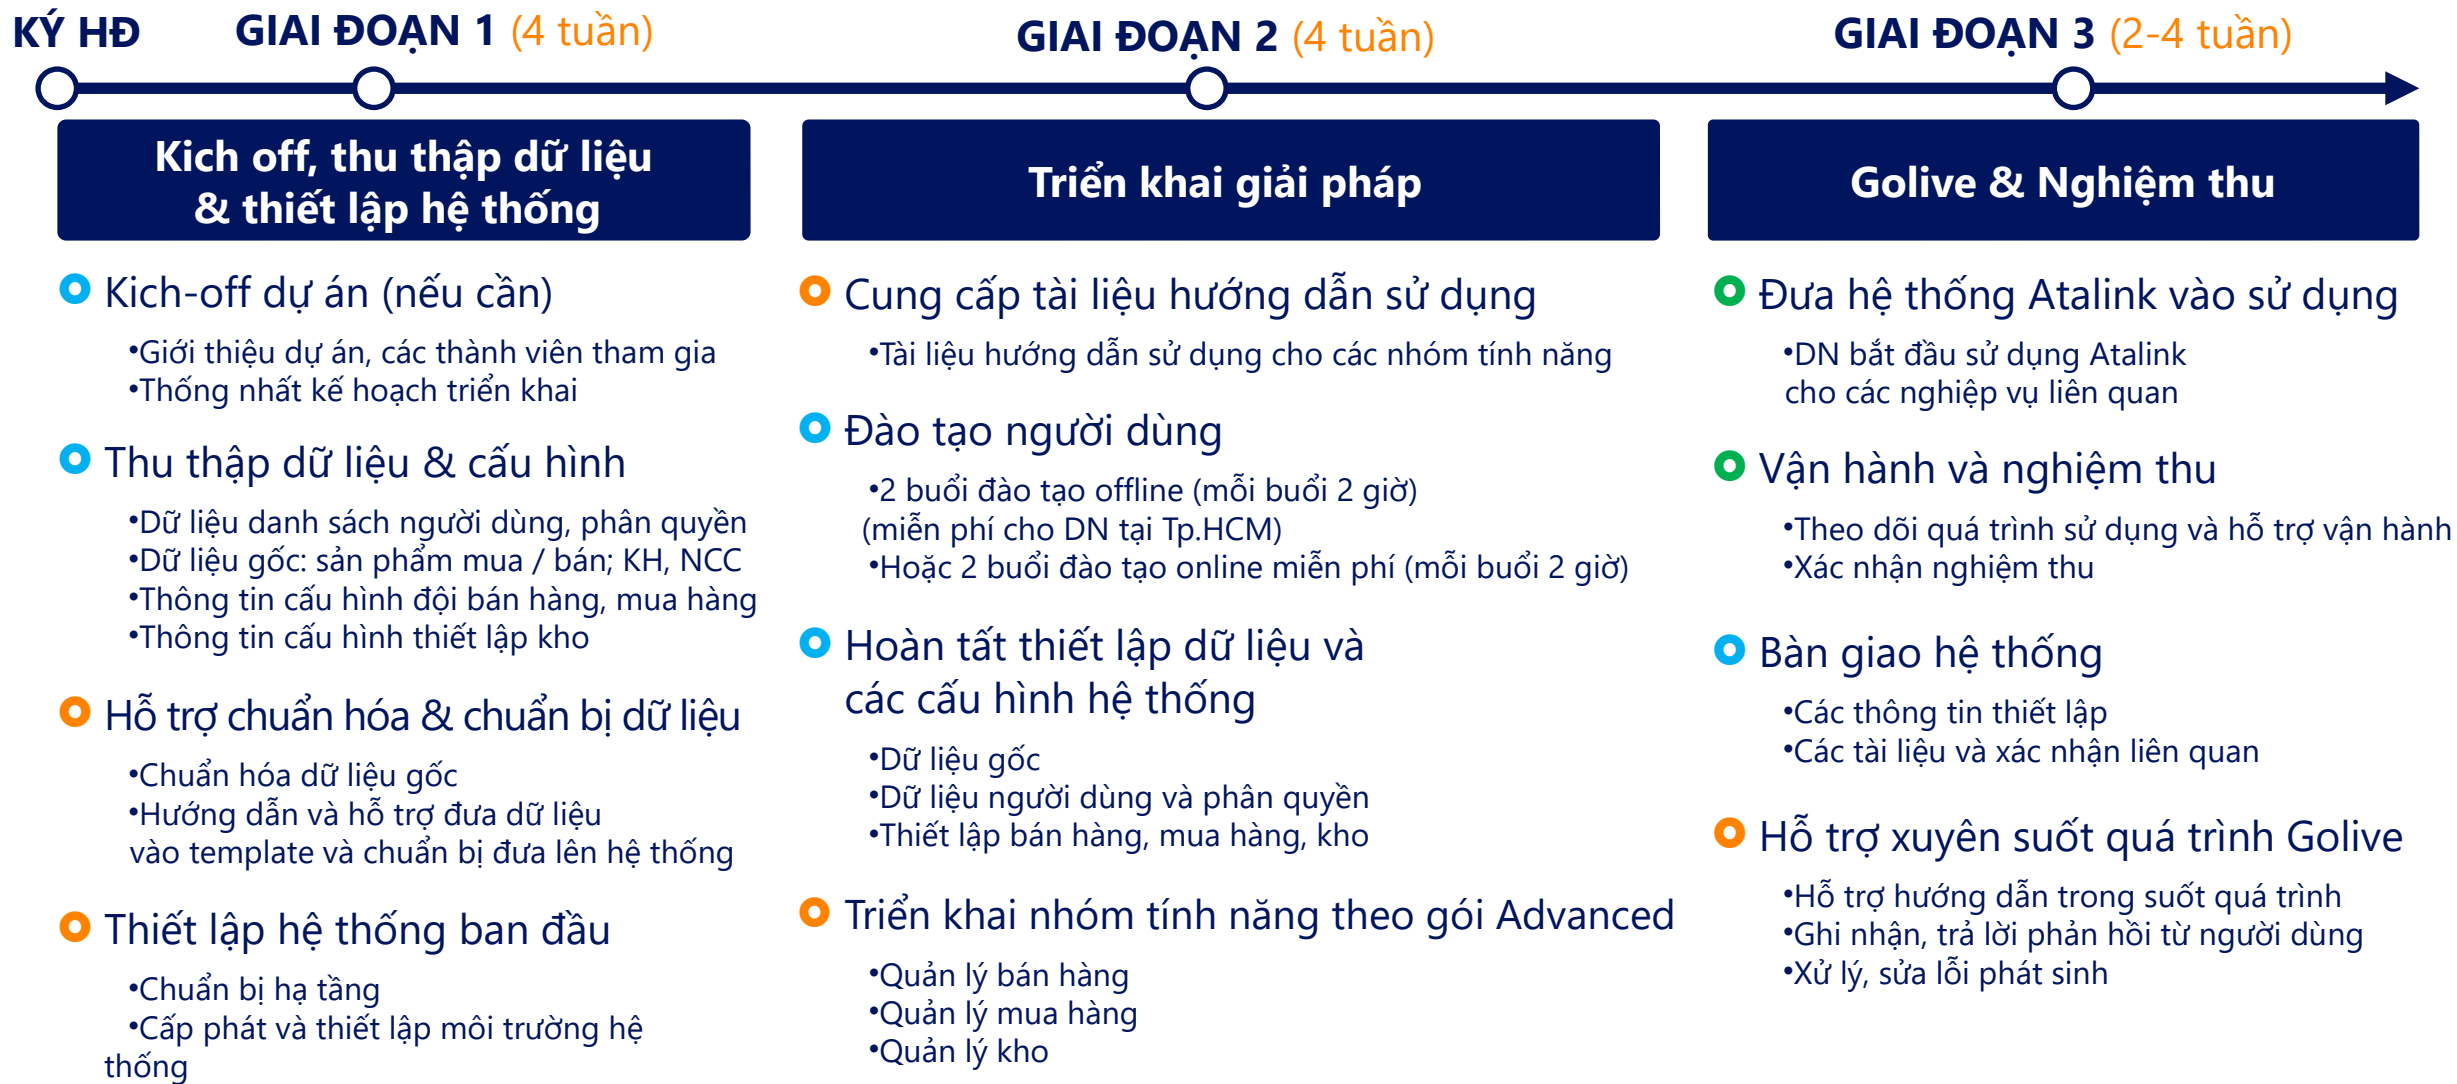 KÝ HĐ
GIAI ĐOẠN 1 (4 tuần)
GIAI ĐOẠN 2 (4 tuần)
GIAI ĐOẠN 3 (2-4 tuần)
Kich off, thu thập dữ liệu
& thiết lập hệ thống
Kich-off dự án (nếu cần)
•Giới thiệu dự án, các thành viên tham gia
•Thống nhất kế hoạch triển khai
Thu thập dữ liệu & cấu hình
•Dữ liệu danh sách người dùng, phân quyền
•Dữ liệu gốc: sản phẩm mua / bán; KH, NCC
•Thông tin cấu hình đội bán hàng, mua hàng
•Thông tin cấu hình thiết lập kho
Hỗ trợ chuẩn hóa & chuẩn bị dữ liệu
•Chuẩn hóa dữ liệu gốc
•Hướng dẫn và hỗ trợ đưa dữ liệu
vào template và chuẩn bị đưa lên hệ thống
Thiết lập hệ thống ban đầu
•Chuẩn bị hạ tầng
•Cấp phát và thiết lập môi trường hệ
thống
Triển khai giải pháp
Cung cấp tài liệu hướng dẫn sử dụng
•Tài liệu hướng dẫn sử dụng cho các nhóm tính năng
Đào tạo người dùng
•2 buổi đào tạo offline (mỗi buổi 2 giờ)
(miễn phí cho DN tại Tp.HCM)
•Hoặc 2 buổi đào tạo online miễn phí (mỗi buổi 2 giờ)
Hoàn tất thiết lập dữ liệu và
các cấu hình hệ thống
•Dữ liệu gốc
•Dữ liệu người dùng và phân quyền
•Thiết lập bán hàng, mua hàng, kho
Triển khai nhóm tính năng theo gói Advanced
•Quản lý bán hàng
•Quản lý mua hàng
•Quản lý kho
Golive & Nghiệm thu
Đưa hệ thống Atalink vào sử dụng
•DN bắt đầu sử dụng Atalink
cho các nghiệp vụ liên quan
Vận hành và nghiệm thu
•Theo dõi quá trình sử dụng và hỗ trợ vận hành
•Xác nhận nghiệm thu
Bàn giao hệ thống
•Các thông tin thiết lập
•Các tài liệu và xác nhận liên quan
Hỗ trợ xuyên suốt quá trình Golive
•Hỗ trợ hướng dẫn trong suốt quá trình
•Ghi nhận, trả lời phản hồi từ người dùng
•Xử lý, sửa lỗi phát sinh